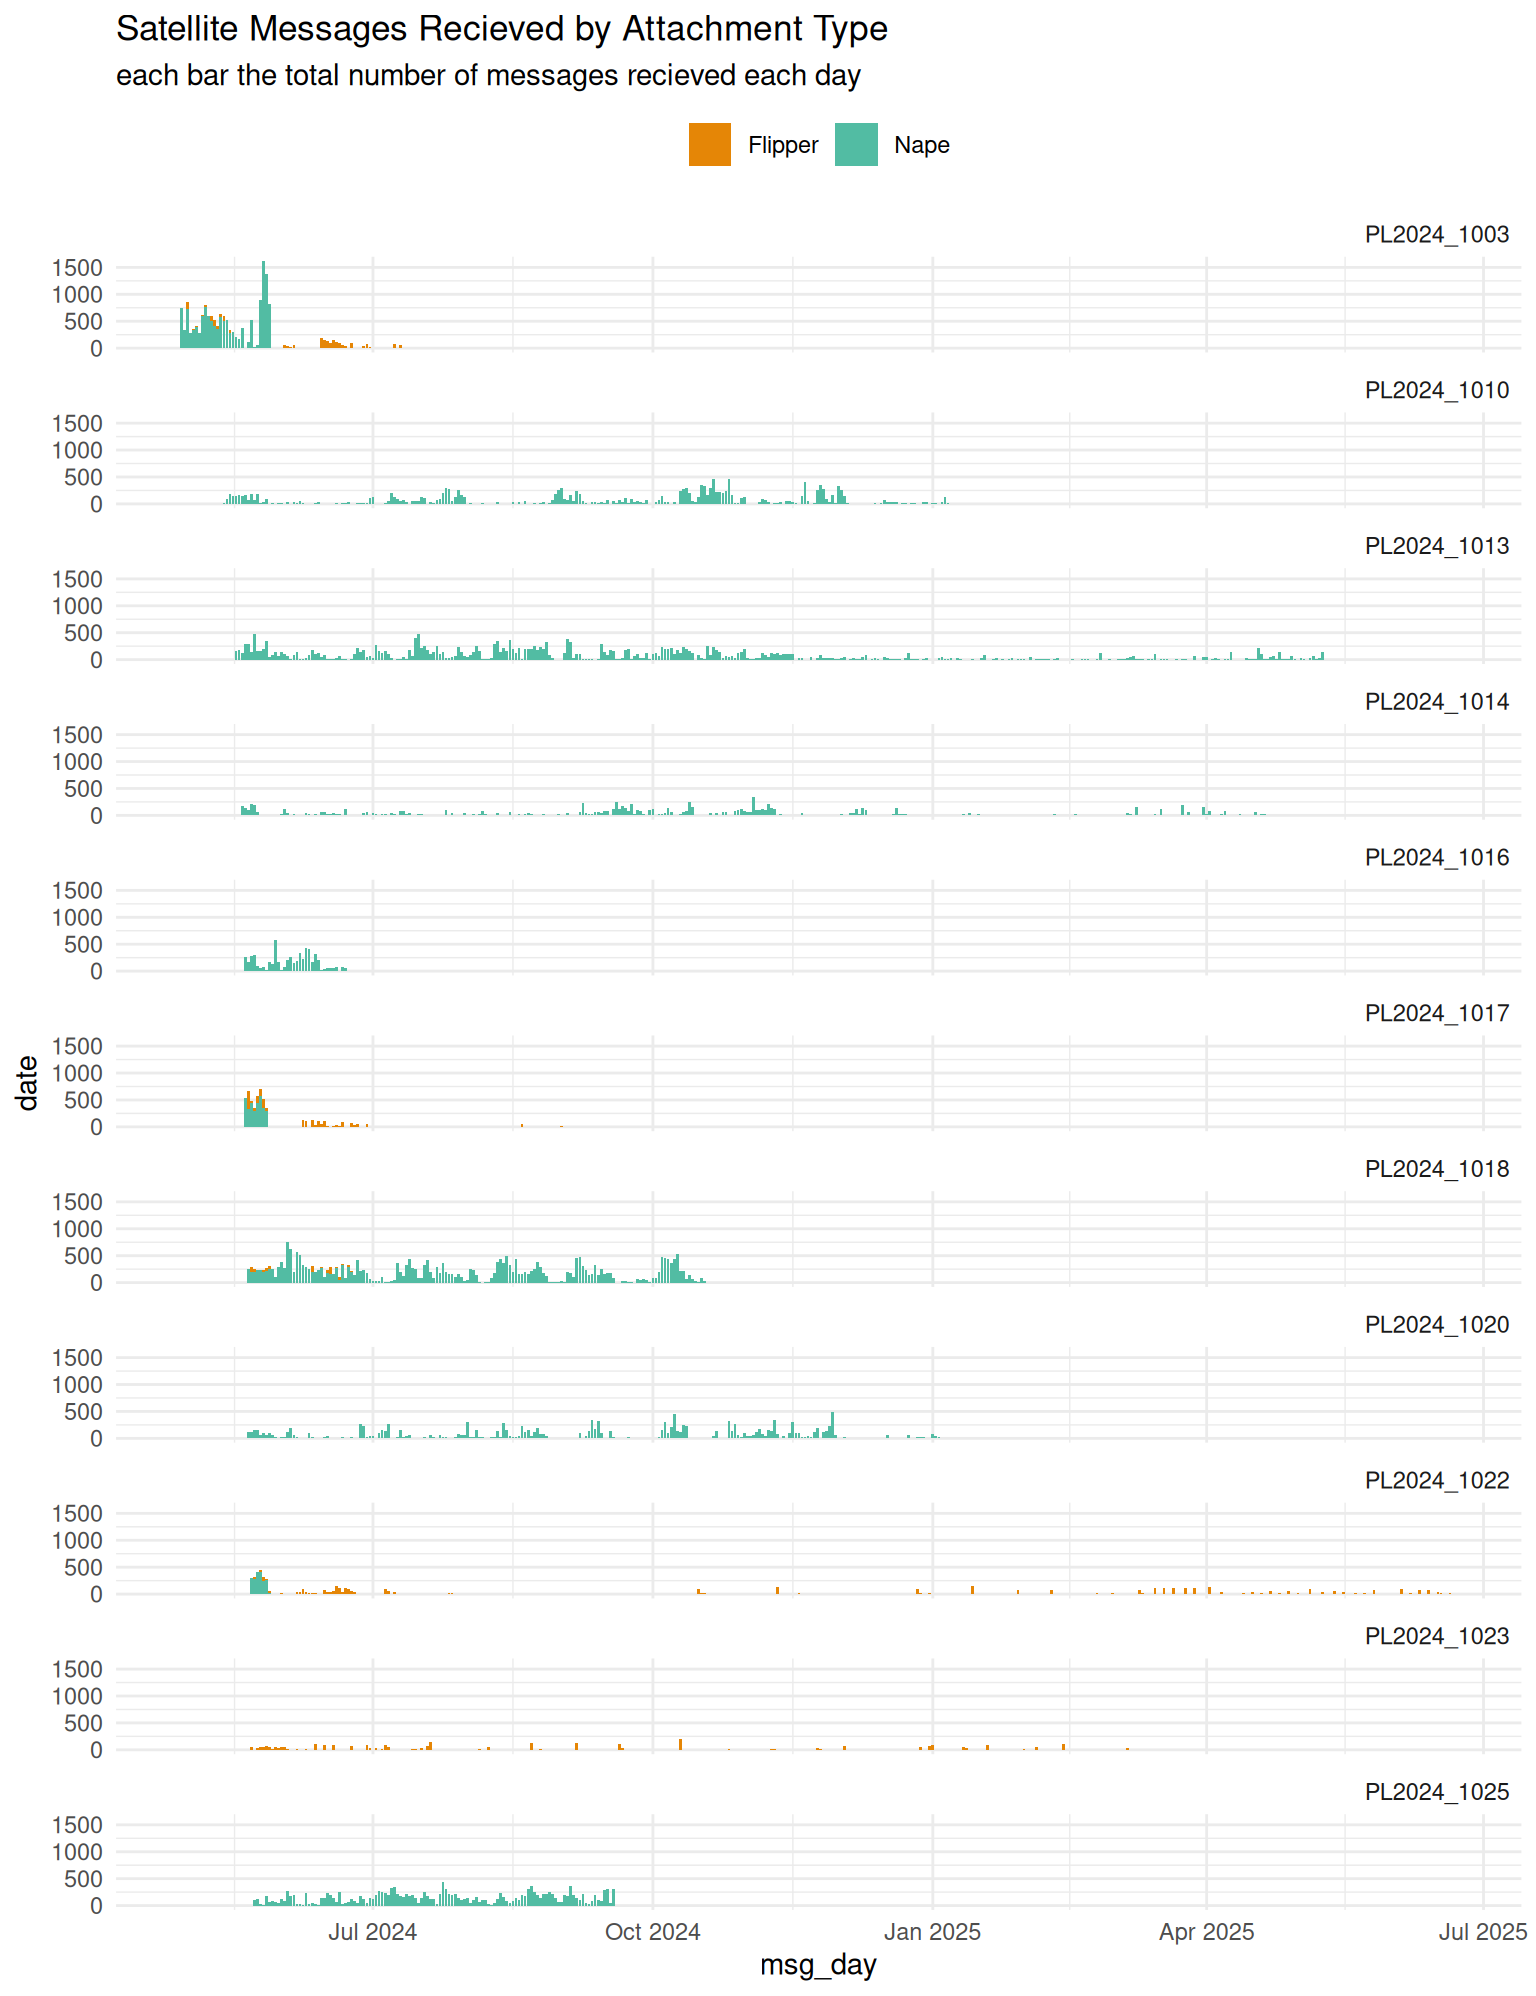 Satellite Messages Recieved by Attachment Type
each bar the total number of messages recieved each day
Flipper
Nape
PL2024_1003
1500
1000
500
0
PL2024_1010
1500
1000
500
0
PL2024_1013
1500
1000
500
0
PL2024_1014
1500
1000
500
0
PL2024_1016
1500
1000
500
0
PL2024_1017
1500
1000
500
0
date
PL2024_1018
1500
1000
500
0
PL2024_1020
1500
1000
500
0
PL2024_1022
1500
1000
500
0
PL2024_1023
1500
1000
500
0
PL2024_1025
1500
1000
500
0
Jul 2024 Oct 2024 Jan 2025 Apr 2025 Jul 2025
msg_day